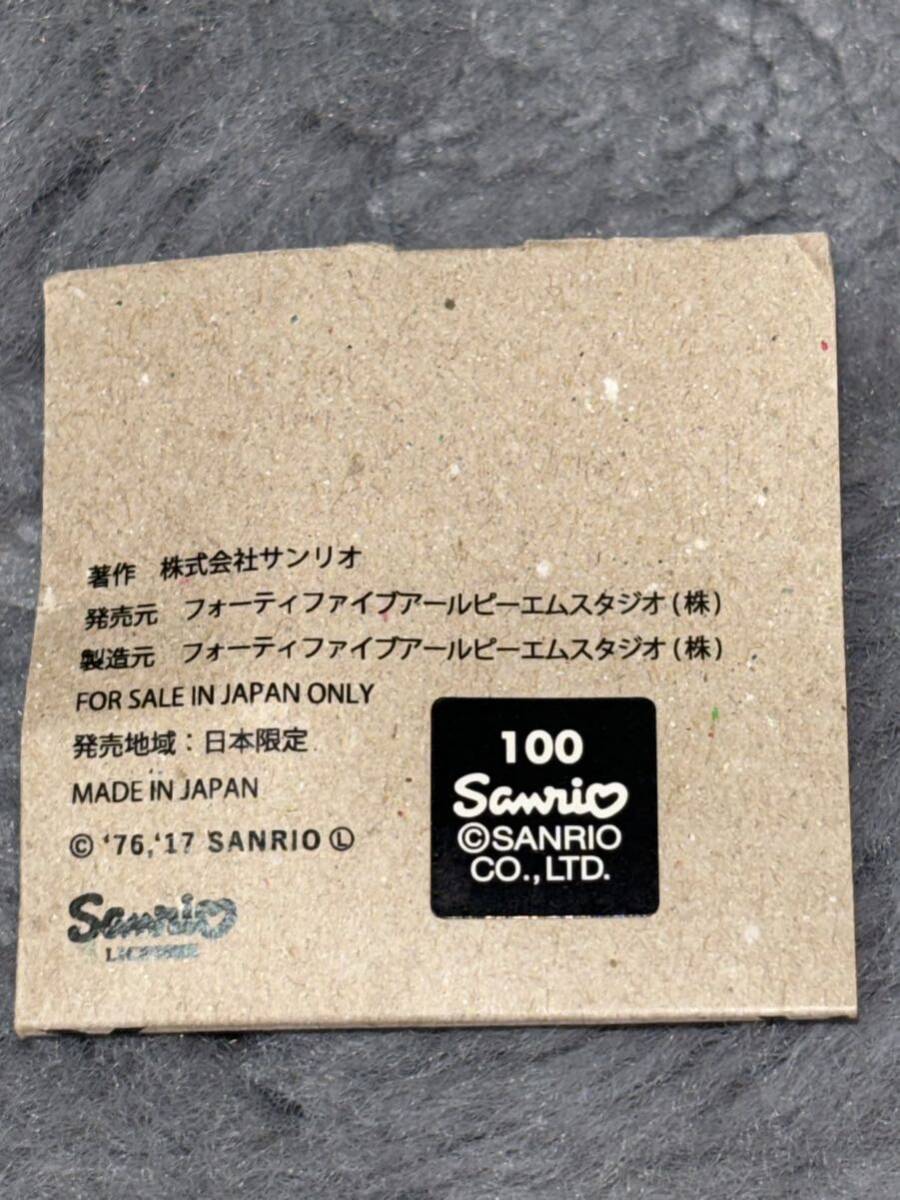 著作 株式会社サンリオ
発売元 フォーティファイブアールピーエムスタジオ(株)
製造元 フォーティファイブアールピーエムスタジオ(株)
FOR SALE IN JAPAN ONLY
発売地域:日本限定
MADE IN JAPAN
© '76,'17 SANRIO Ⓛ
Sanrio
LICENSE
100
Sanrio
©SANRIO
CO.,LTD.